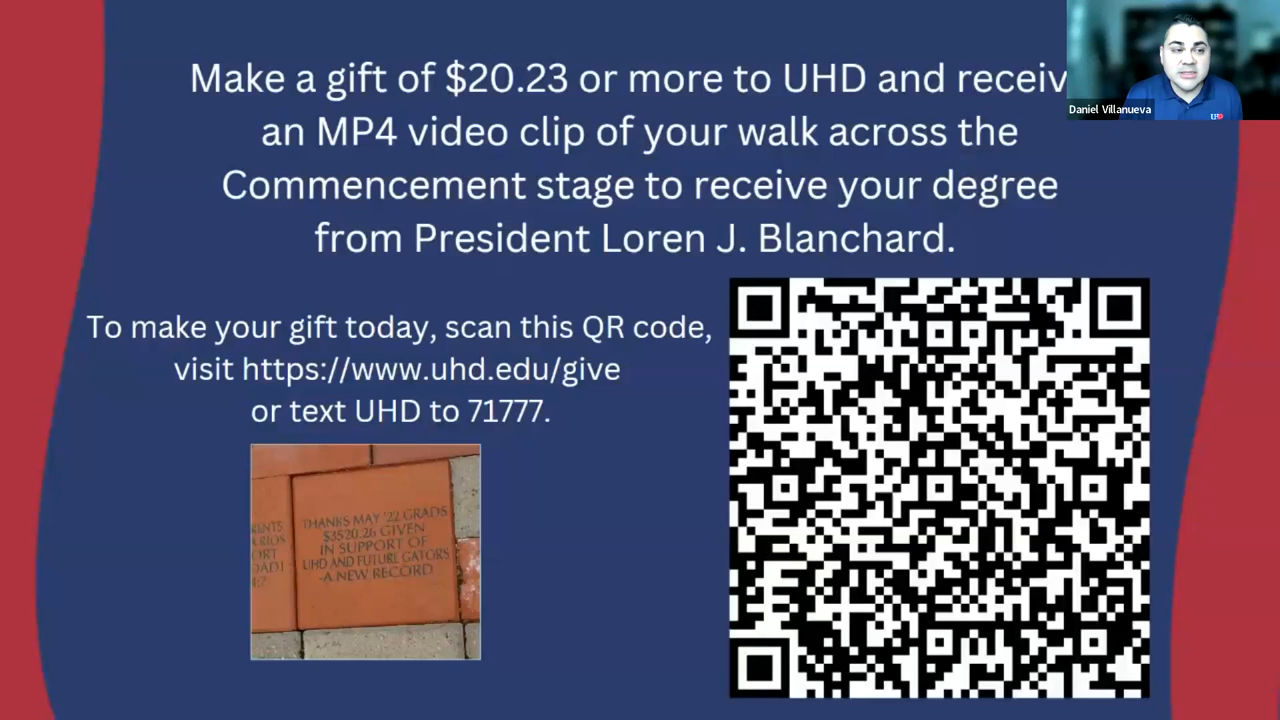 Make a gift of $20.23 or more to UHD and receiv
an MP4 video clip of your walk across the
Commencement stage to receive your degree
from President Loren J. Blanchard.
Daniel Villanueva
To make your gift today, scan this QR code,
visit https://www.uhd.edu/give
or text UHD to 71777.
THANKS MAY '22 GRADS
$3520.26 GIVEN
IN SUPPORT OF
UHD AND FUTURE GATORS
-A NEW RECORD